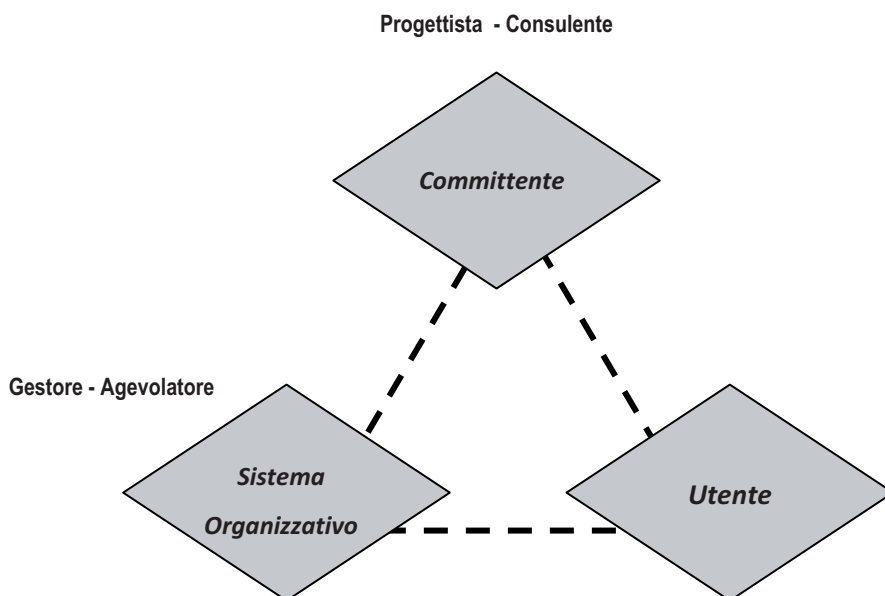 Progettista - Consulente
Committente
Gestore - Agevolatore
Sistema
Organizzativo
Utente